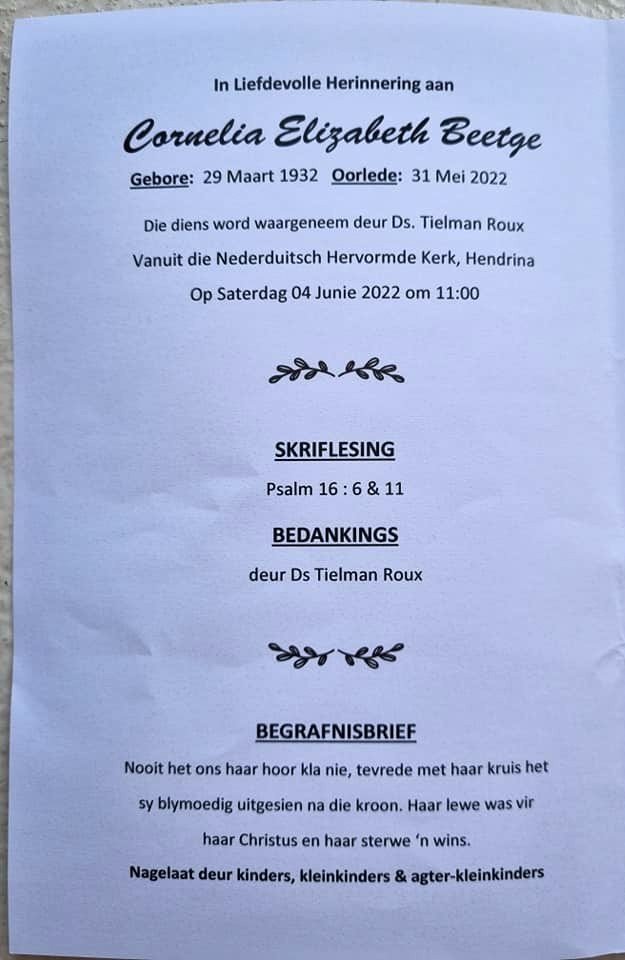 In Liefdevolle Herinnering aan
Cornelia Elizabeth Beetge
Gebore: 29 Maart 1932 Oorlede: 31 Mei 2022
Die diens word waargeneem deur Ds. Tielman Roux
Vanuit die Nederduitsch Hervormde Kerk, Hendrina
Op Saterdag 04 Junie 2022 om 11:00
SKRIFLESING
Psalm 16 : 6 & 11
BEDANKINGS
deur Ds Tielman Roux
BEGRAFNISBRIEF
Nooit het ons haar hoor kla nie, tevrede met haar kruis het
sy blymoedig uitgesien na die kroon. Haar lewe was vir
haar Christus en haar sterwe ‘n wins.
Nagelaat deur kinders, kleinkinders & agter-kleinkinders